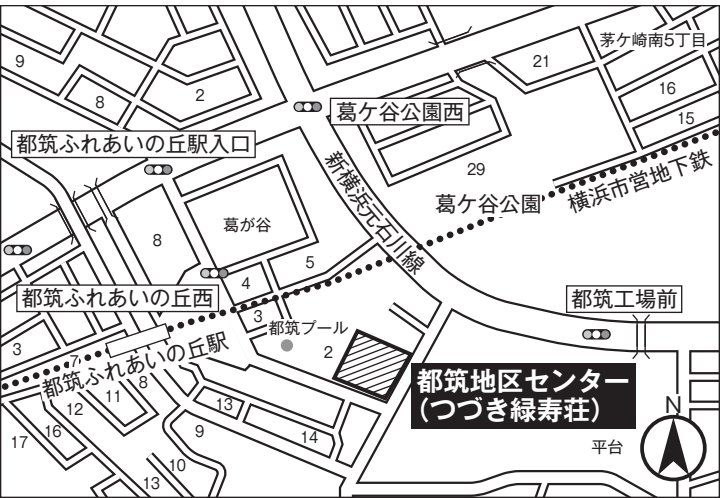 茅ケ崎南5丁目
9
21
2
8
16
15
葛ケ谷公園西
都筑ふれあいの丘駅入口
29
横浜市営地下鉄
新横浜元石川線
葛ケ谷公園
葛が谷
8
5
4
都筑ふれあいの丘西
都筑工場前
3
都筑プール
2
3
7
都筑ふれあいの丘駅
8
11
12
13
16
17
9
14
10
13
都筑地区センター
(つづき緑寿荘)
平台
N